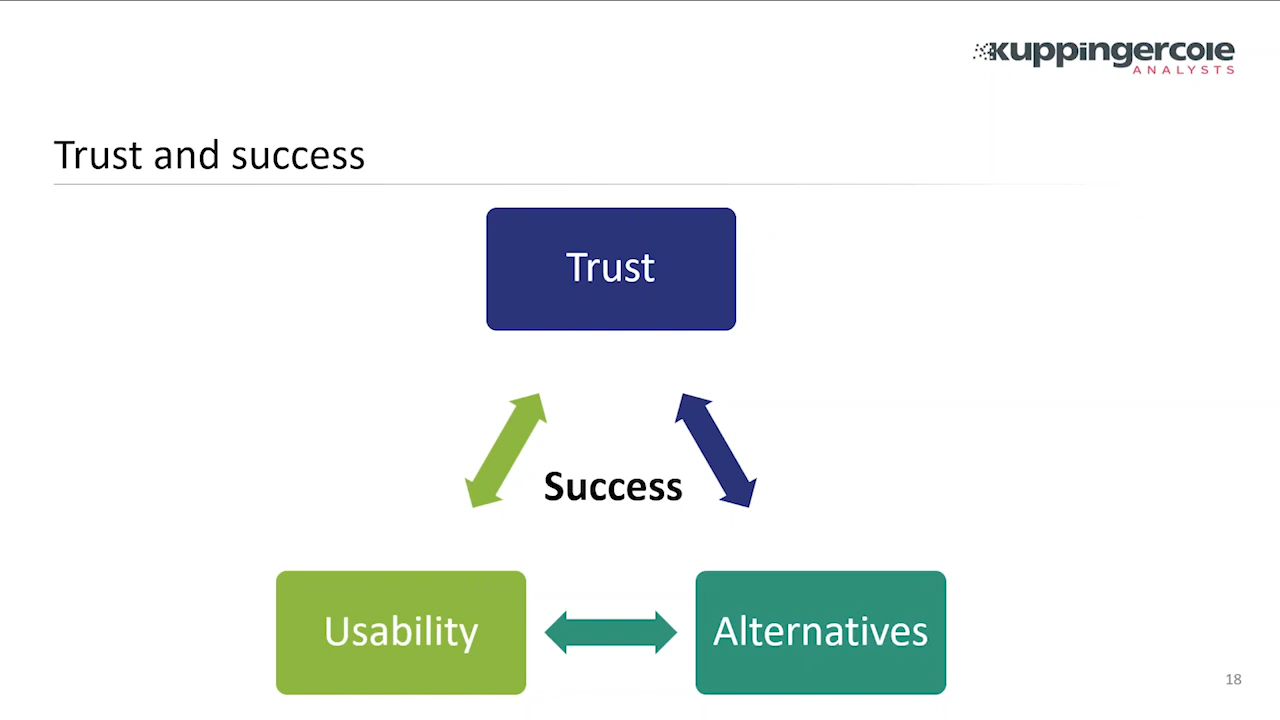 kuppingercole
ANALYSTS
Trust and success
Trust
Success
Usability
Alternatives
18